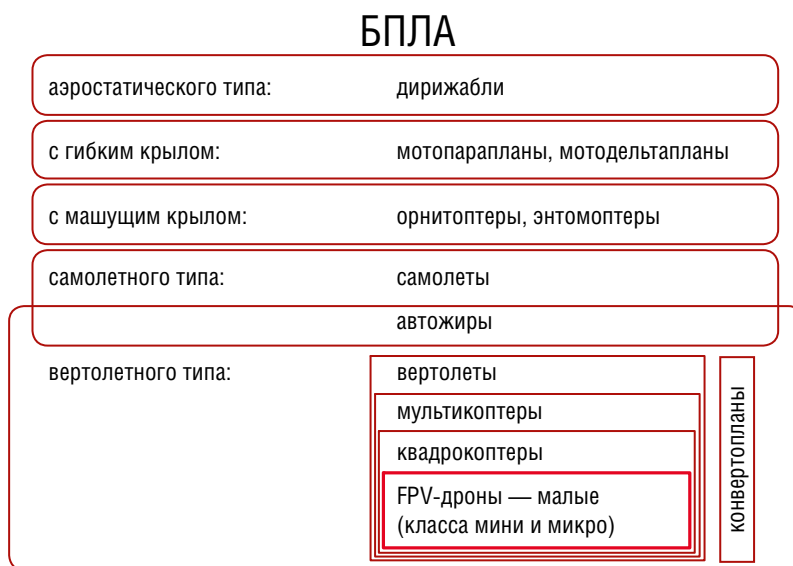 БПЛА
аэростатического типа: дирижабли
с гибким крылом: мотопарапланы, мотодельтапланы
с машущим крылом: орнитоптеры, энтомоптеры
самолетного типа: самолеты
автожиры
вертолетного типа: вертолеты
мультикоптеры
квадрокоптеры
FPV-дроны — малые
(класса мини и микро)
конвертопланы